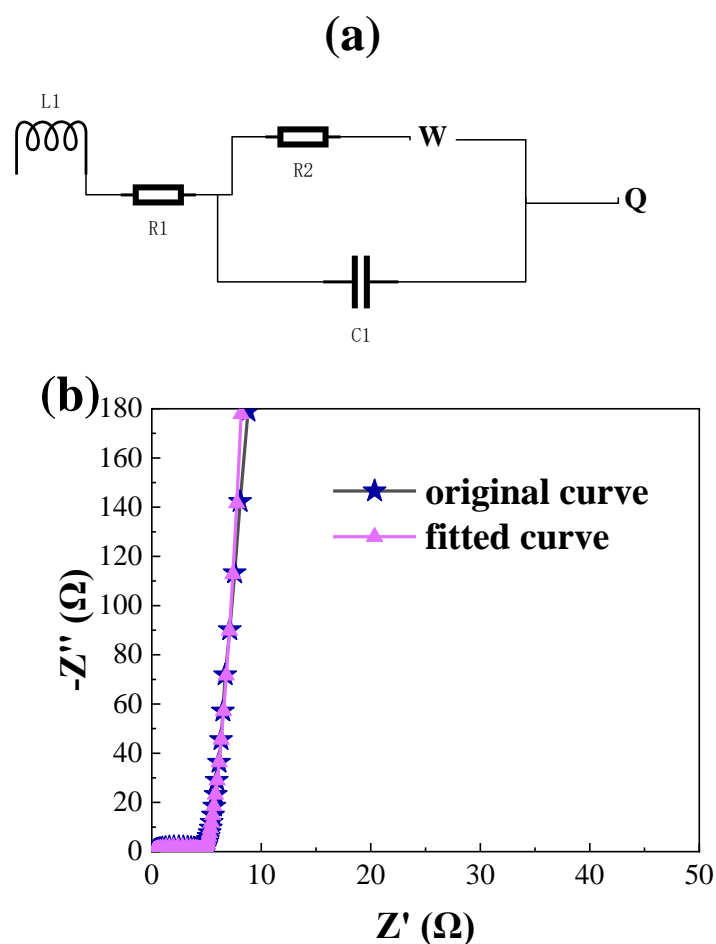 (a)
L1
R2
W
R1
Q
C1
(b)
180
160
140
120
100
80
60
40
20
0
-Z'' (Ω)
original curve
fitted curve
0 10 20 30 40 50
Z' (Ω)